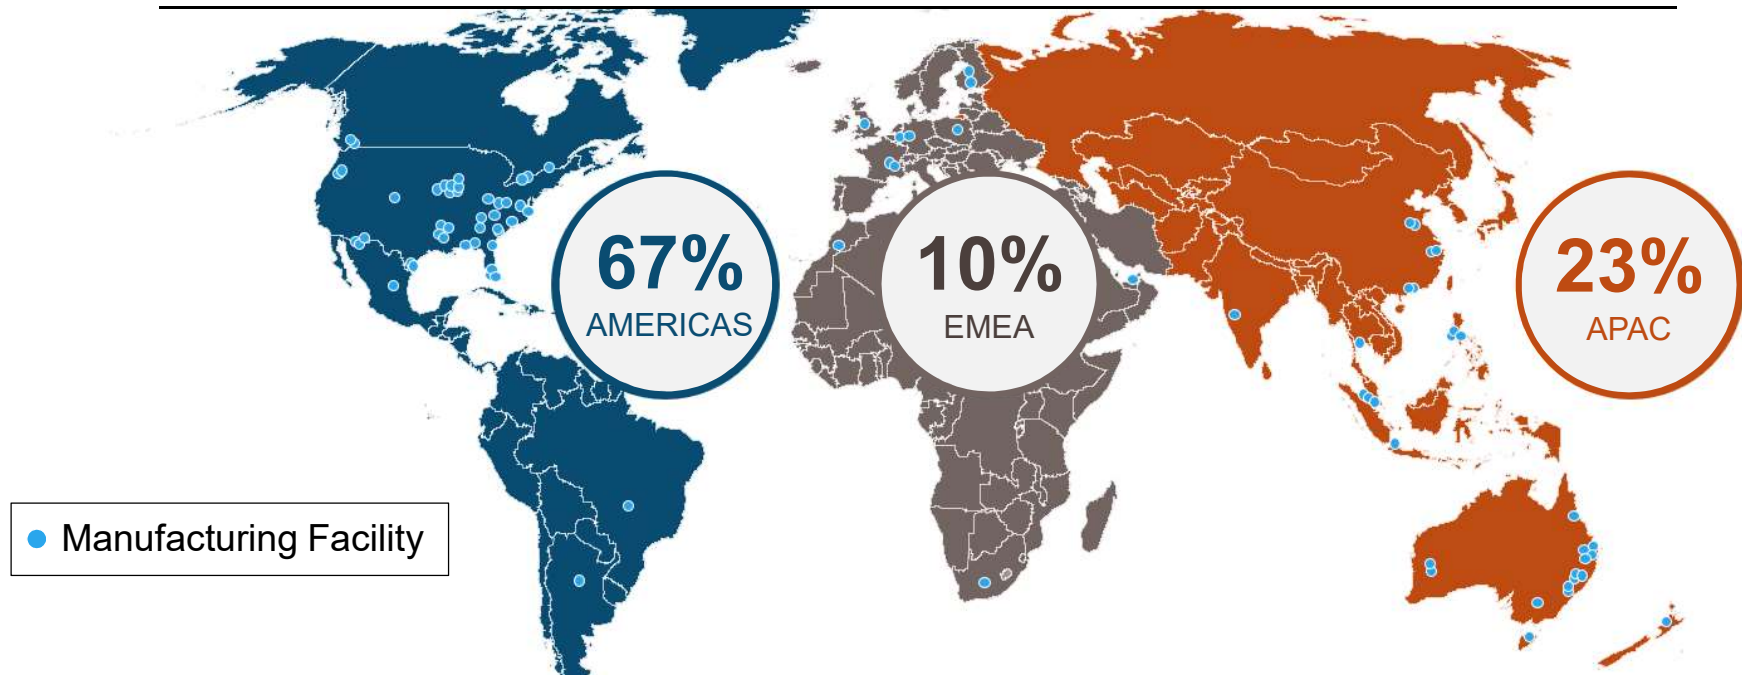 67%
AMERICAS
10%
EMEA
23%
APAC
Manufacturing Facility